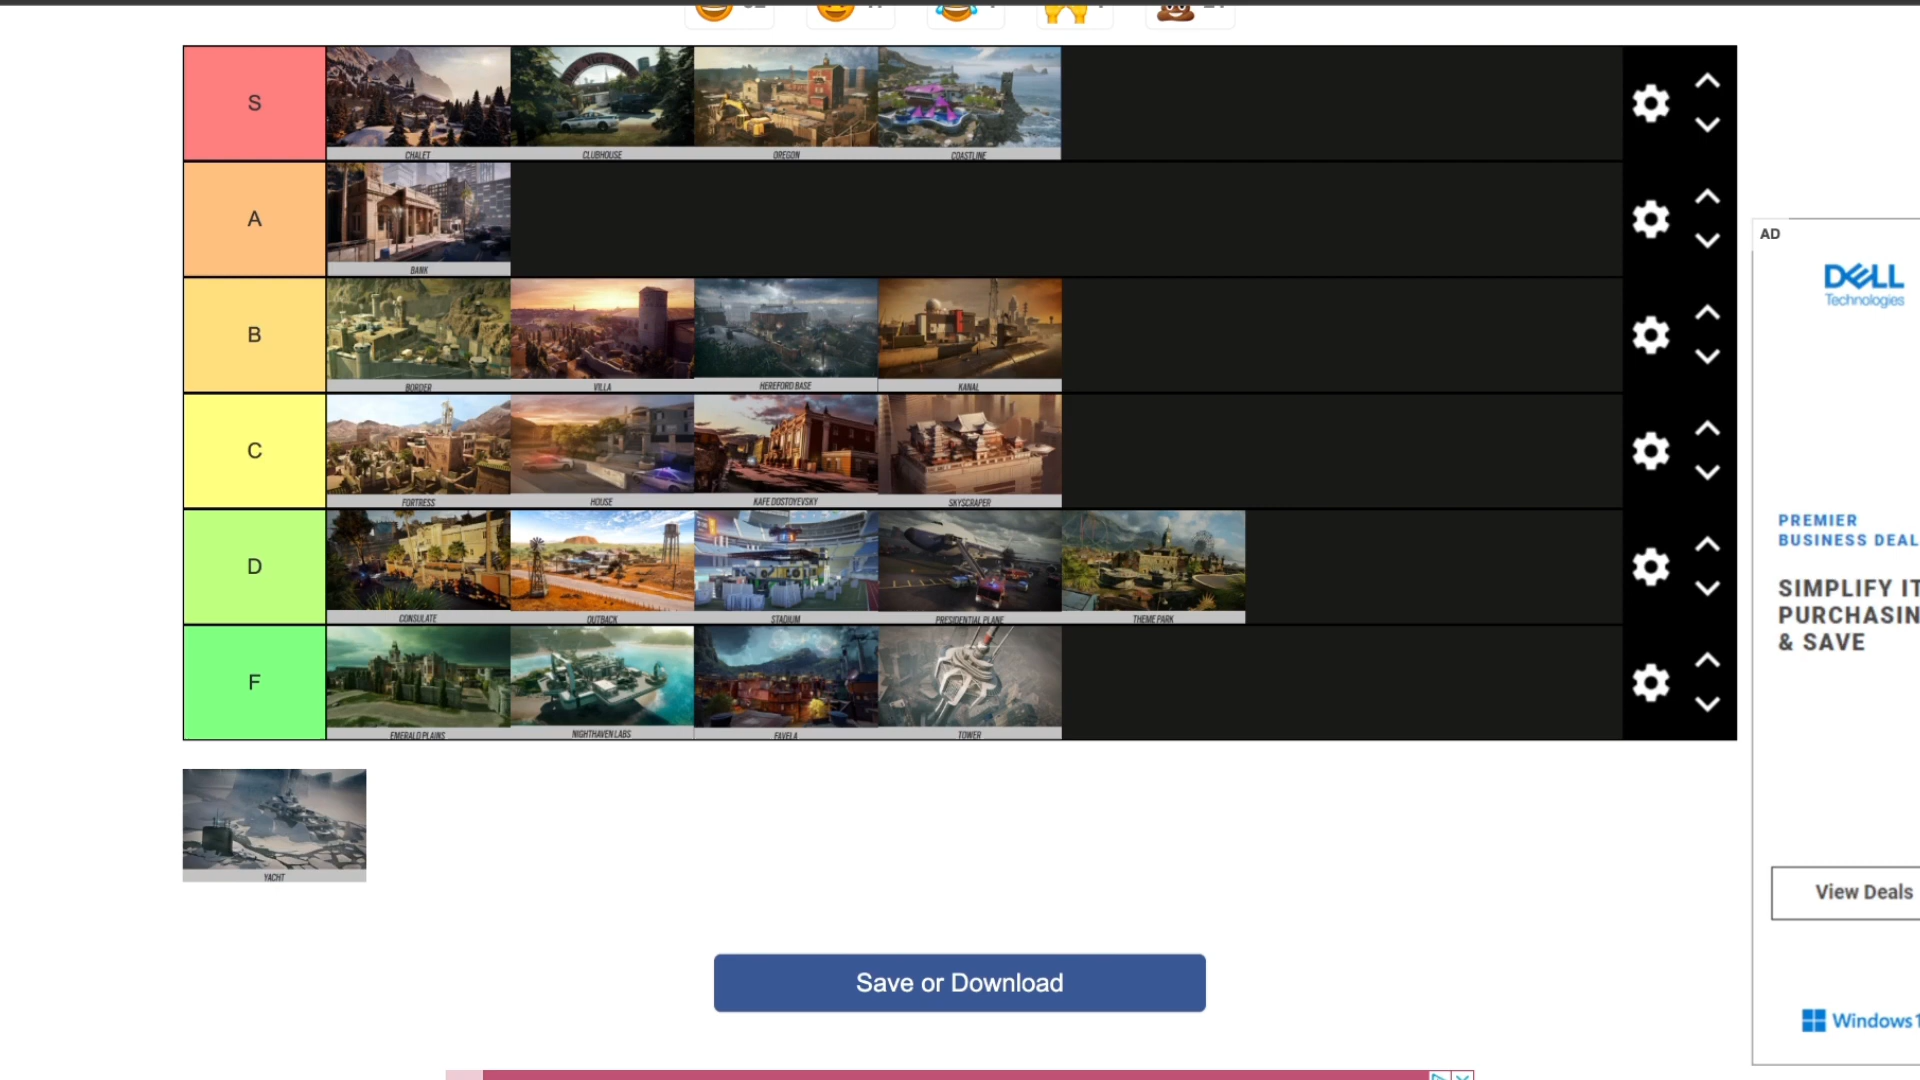 S
CHALET
CLUBHOUSE
OREGON
COASTLINE
A
BANK
B
BORDER
VILLA
HEREFORD BASE
KANAL
C
FORTRESS
HOUSE
KAFE DOSTOYEVSKY
SKYSCRAPER
D
CONSULATE
OUTBACK
STADIUM
PRESIDENTIAL PLANE
THEME PARK
F
EMERALD PLAINS
NIGHTHAVEN LABS
FAVELA
TOWER
YACHT
Save or Download
AD
DELL
Technologies
PREMIER
BUSINESS DEAL
SIMPLIFY IT
PURCHASIN
& SAVE
View Deals
Windows 1